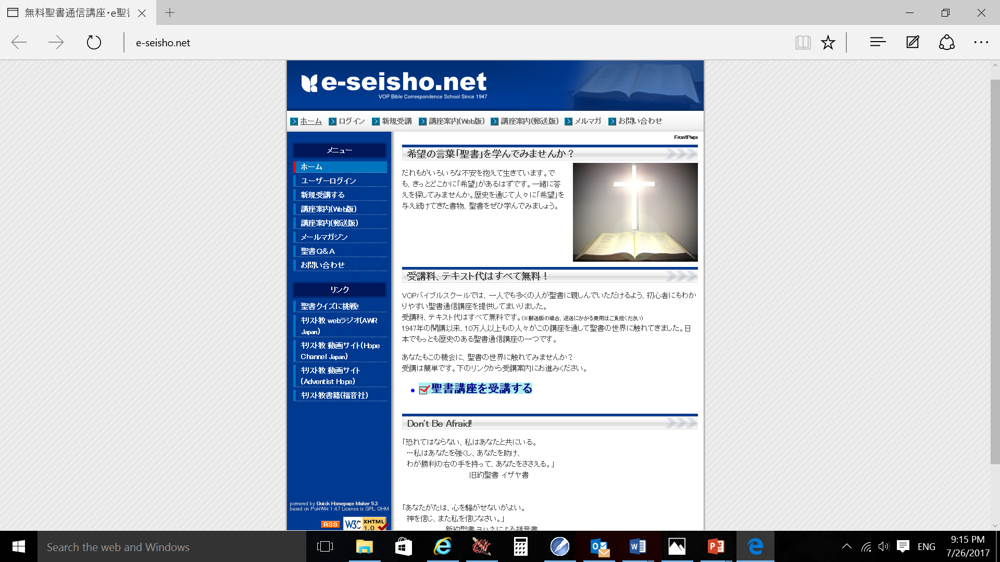 無料聖書通信講座・e聖書
e-seisho.net
e-seisho.net
VOP Bible Correspondence School Since 1947
ホーム ログイン 新規受講 講座案内(Web版) 講座案内(郵送版) メルマガ お問い合わせ
FrontPage
メニュー
ホーム
ユーザーログイン
新規受講する
講座案内(Web版)
講座案内(郵送版)
メールマガジン
聖書Q&A
お問い合わせ
リンク
聖書クイズに挑戦!
キリスト教 webラジオ(AWR
Japan)
キリスト教 動画サイト(Hope
Channel Japan)
キリスト教 動画サイト
(Adventist Hope)
キリスト教書籍(福音社)
powered by Quick Homepage Maker 5.3
based on PukiWiki 1.4.7 License is GPL. QHM
RSS W3C XHTML 1.0
希望の言葉「聖書」を学んでみませんか？
だれもがいろいろな不安を抱えて生きています。で
も、きっとどこかに「希望」があるはずです。一緒に答
えを探してみませんか。歴史を通じて人々に「希望」を
与え続けてきた書物、聖書をぜひ学んでみましょう。
受講料、テキスト代はすべて無料！
VOPバイブルスクールでは、一人でも多くの人が聖書に親しんでいただけるよう、初心者にもわか
りやすい聖書通信講座を提供してまいりました。
受講料、テキスト代はすべて無料です。(※郵送版の場合、返送にかかる費用はご負担ください)
1947年の開講以来、10万人以上もの人々がこの講座を通して聖書の世界に触れてきました。日
本でもっとも歴史のある聖書通信講座の一つです。
あなたもこの機会に、聖書の世界に触れてみませんか？
受講は簡単です。下のリンクから受講案内にお進みください。
聖書講座を受講する
Don't Be Afraid!
「恐れてはならない、私はあなたと共にいる。
…私はあなたを強くし、あなたを助け、
わが勝利の右の手を持って、あなたをささえる。」
旧約聖書 イザヤ書
「あなたがたは、心を騒がせないがよい。
神を信じ、また私を信じなさい。」
新約聖書 ヨハネによる福音書
Search the web and Windows
ENG
9:15 PM
7/26/2017